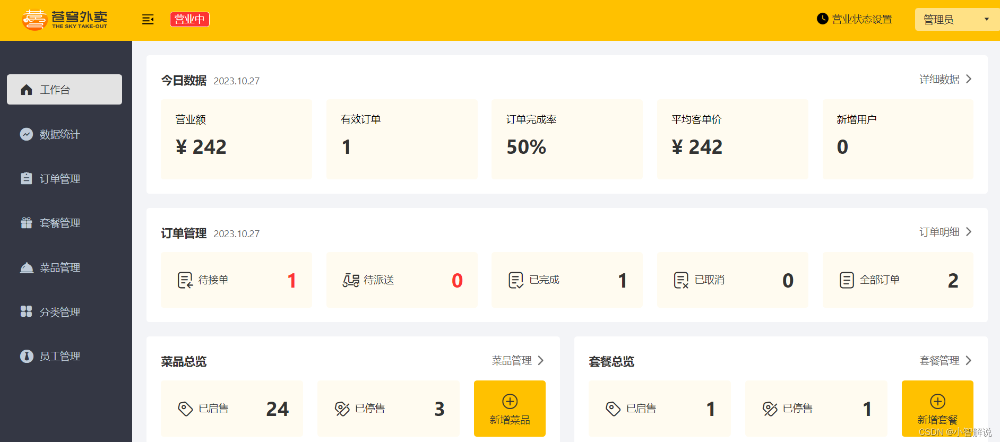 苍穹外卖
THE SKY TAKE-OUT
营业中
营业状态设置
管理员
工作台
数据统计
订单管理
套餐管理
菜品管理
分类管理
员工管理
今日数据 2023.10.27
详细数据
营业额
¥ 242
有效订单
1
订单完成率
50%
平均客单价
¥ 242
新增用户
0
订单管理 2023.10.27
订单明细
待接单 1
待派送 0
已完成 1
已取消 0
全部订单 2
菜品总览
菜品管理
已启售 24
已停售 3
新增菜品
套餐总览
套餐管理
已启售 1
已停售 1
新增套餐
CSDN @小智解说